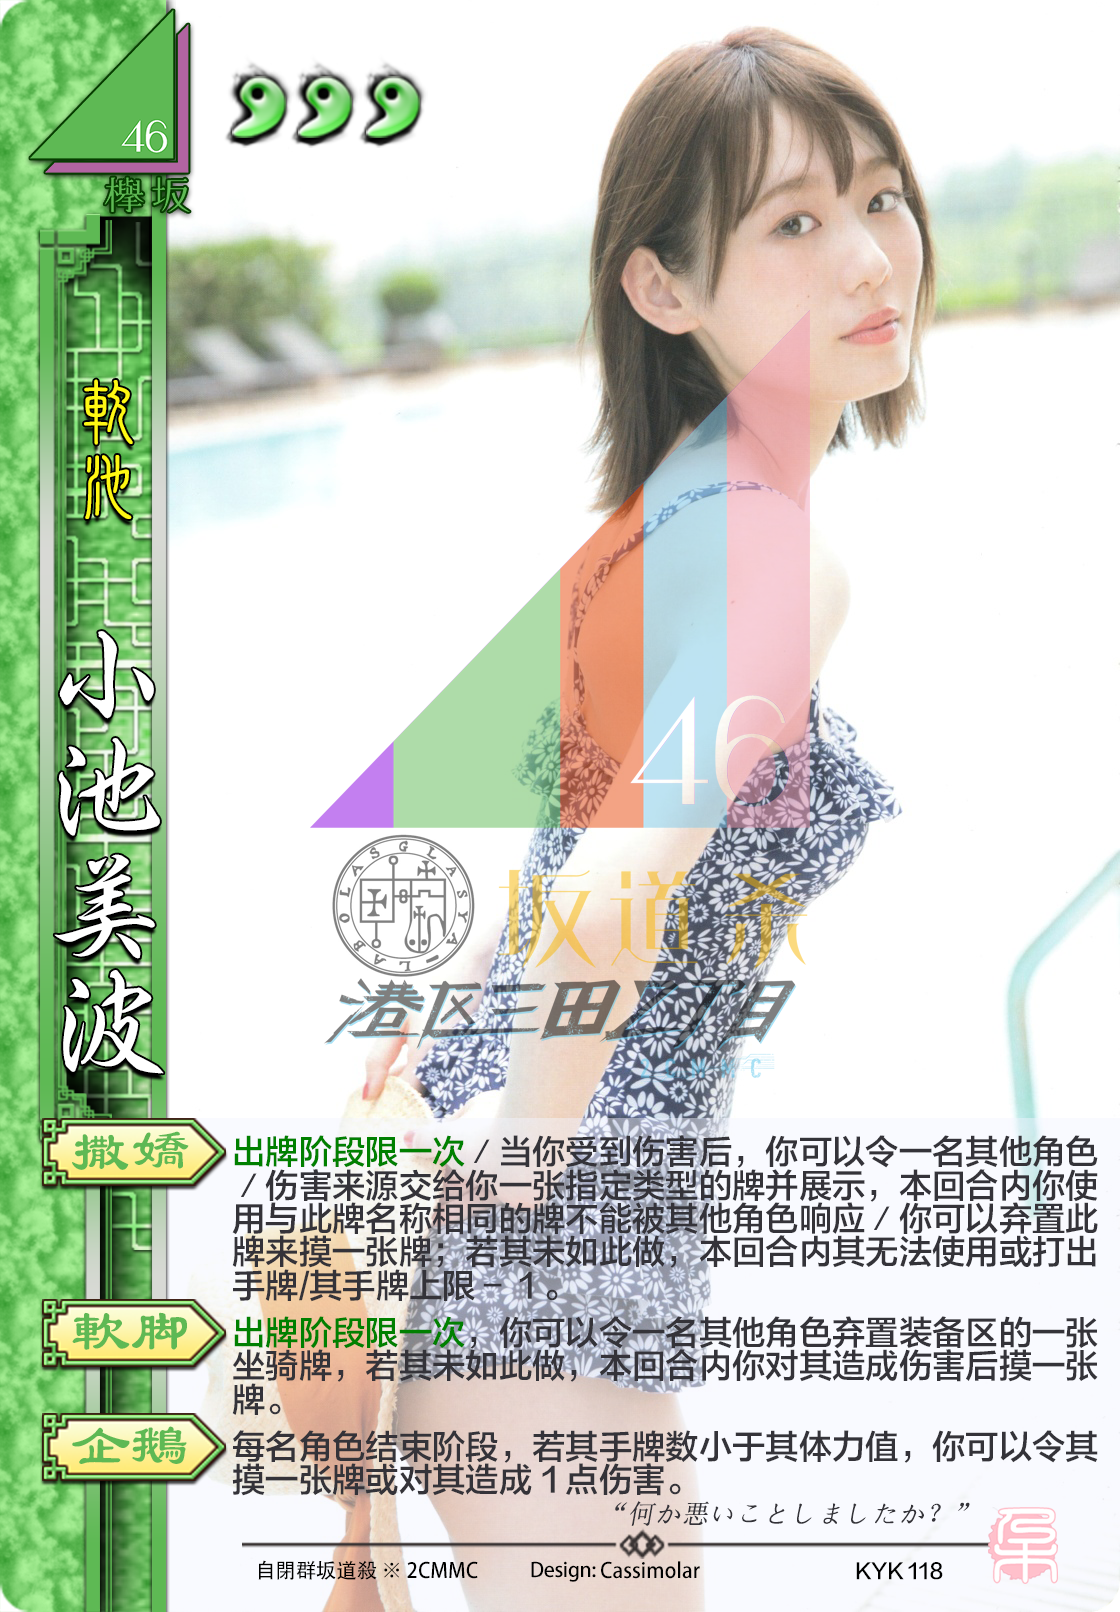 46
欅坂
軟池
小池美波
46
GLASYALABOLAS
坂道杀
港区三田二丁目
撒嬌
出牌阶段限一次／当你受到伤害后，你可以令一名其他角色
／伤害来源交给你一张指定类型的牌并展示，本回合内你使
用与此牌名称相同的牌不能被其他角色响应／你可以弃置此
牌来摸一张牌；若其未如此做，本回合内其无法使用或打出
手牌/其手牌上限－1。
軟脚
出牌阶段限一次，你可以令一名其他角色弃置装备区的一张
坐骑牌，若其未如此做，本回合内你对其造成伤害后摸一张
牌。
企鵝
每名角色结束阶段，若其手牌数小于其体力值，你可以令其
摸一张牌或对其造成1点伤害。
“何か悪いことしましたか？”
自閉群坂道殺 ※ 2CMMC
Design: Cassimolar
KYK 118